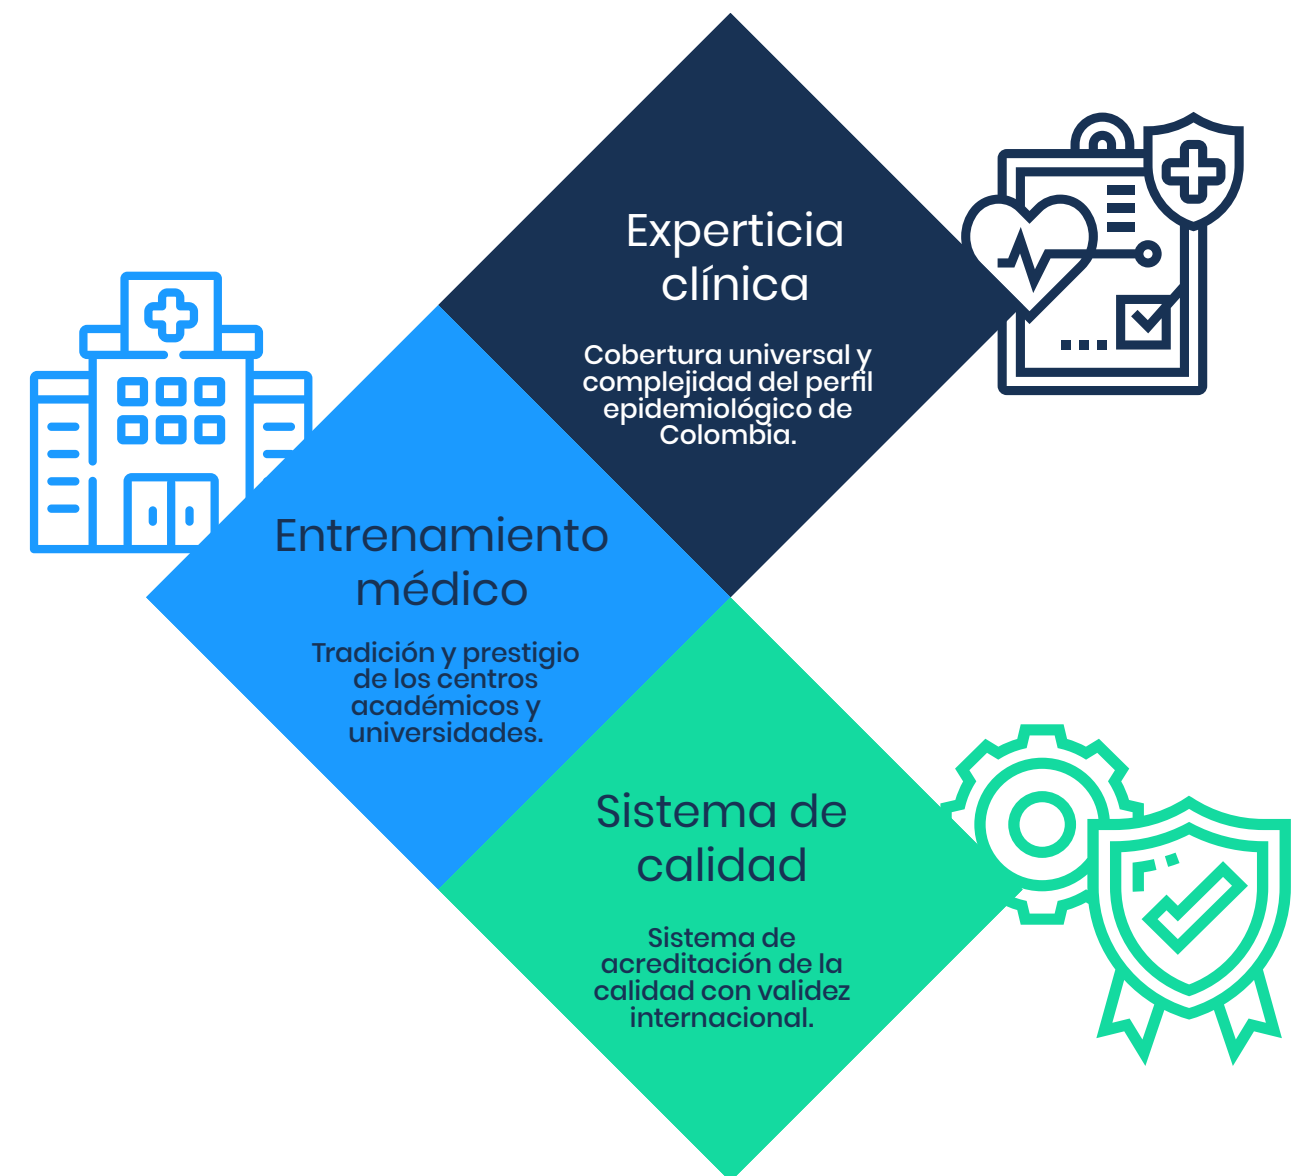 Experticia
clínica
Cobertura universal y
complejidad del perfil
epidemiológico de
Colombia.
Entrenamiento
médico
Tradición y prestigio
de los centros
académicos y
universidades.
Sistema de
calidad
Sistema de
acreditación de la
calidad con validez
internacional.